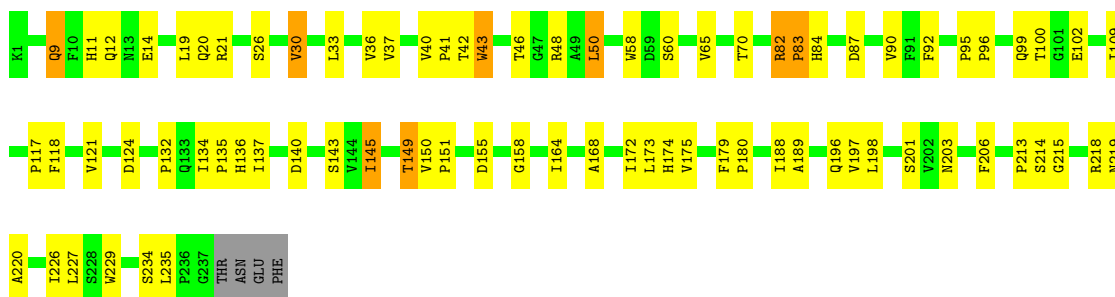 K1 Q9 F10 H11 Q12 N13 E14 L19 Q20 R21 S26 V30 L33 V36 V37 V40 P41 T42 W43 T46 G47 R48 A49 L50 W58 D59 S60 V65 T70 R82 P83 H84 D87 V90 F91 F92 P95 P96 Q99 T100 G101 E102 I109
P117 F118 V121 D124 P132 Q133 I134 P135 H136 I137 D140 S143 V144 I145 T149 V150 P151 D155 G158 I164 A168 I172 L173 H174 V175 F179 P180 I188 A189 Q196 V197 L198 S201 V202 N203 F206 P213 S214 G215 R218 N219
A220 I226 L227 S228 W229 S234 L235 P236 G237 THR ASN GLU PHE